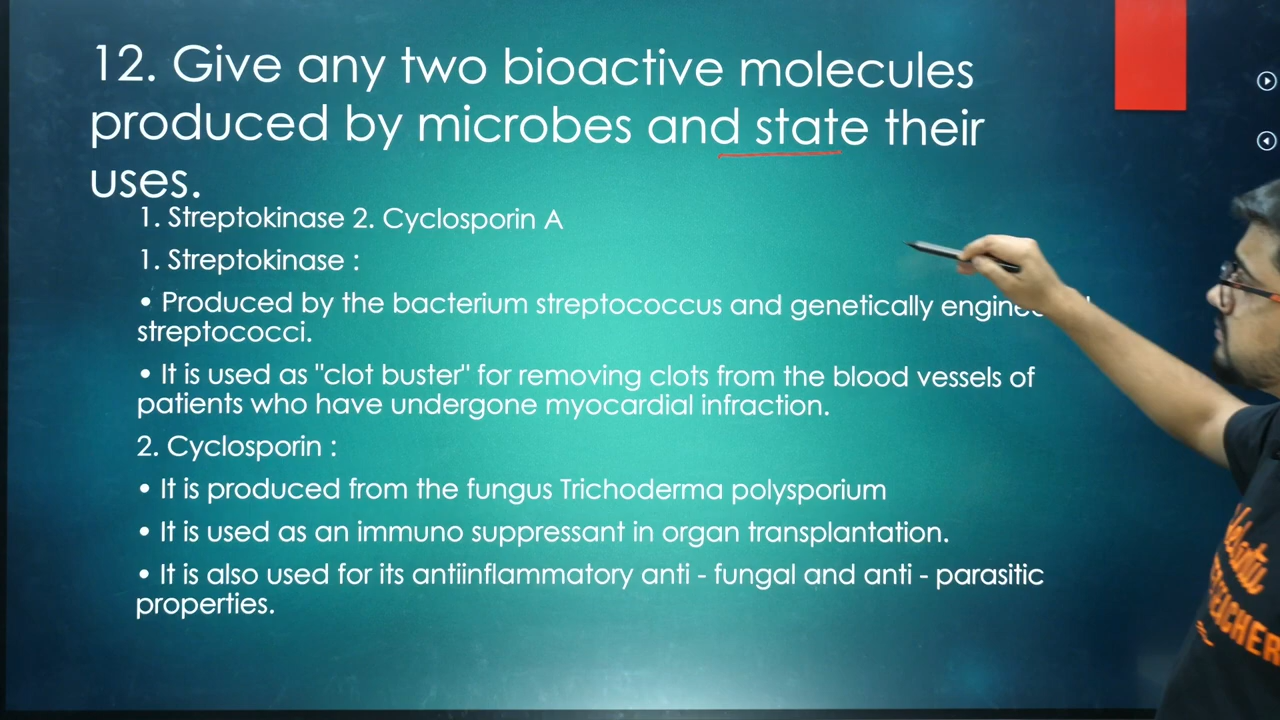 12. Give any two bioactive molecules
produced by microbes and state their
uses.
1. Streptokinase 2. Cyclosporin A
1. Streptokinase :
• Produced by the bacterium streptococcus and genetically
streptococci.
• It is used as "clot buster" for removing clots from the blood vessels of
patients who have undergone myocardial infraction.
2. Cyclosporin :
• It is produced from the fungus Trichoderma polysporium
• It is used as an immuno suppressant in organ transplantation.
• It is also used for its antiinflammatory anti - fungal and anti - parasitic
properties.
TEACHER